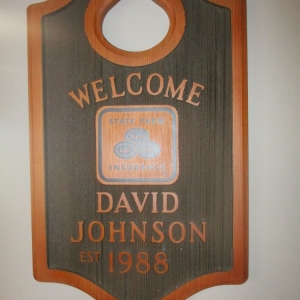 WELCOME
STATE FARM
INSURANCE
DAVID
JOHNSON
EST 1988